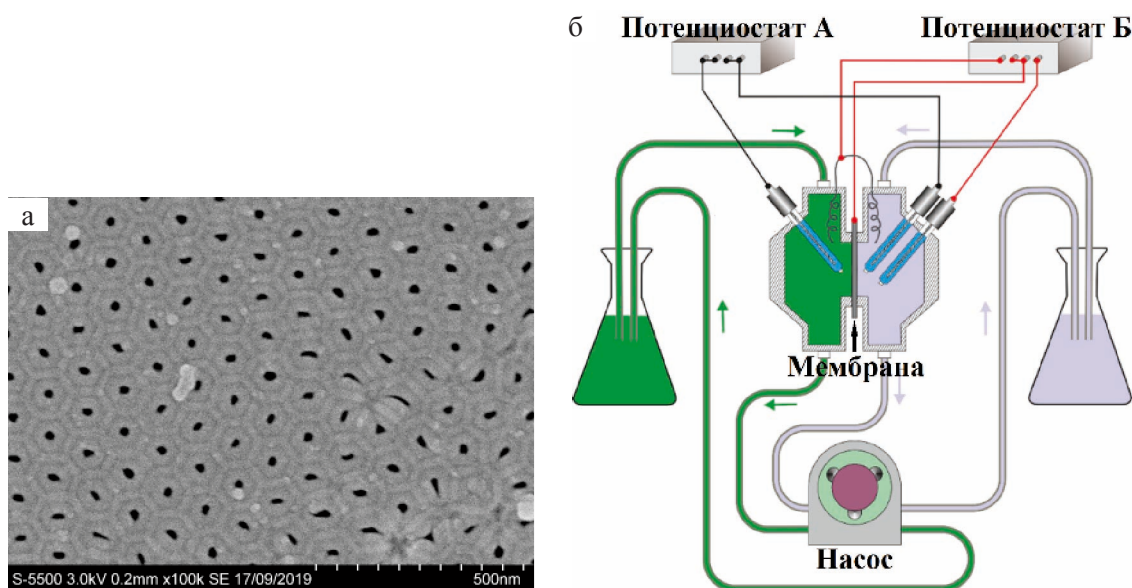 а
S-5500 3.0kV 0.2mm x100k SE 17/09/2019
500nm
б
Потенциостат А
Потенциостат Б
Мембрана
Насос